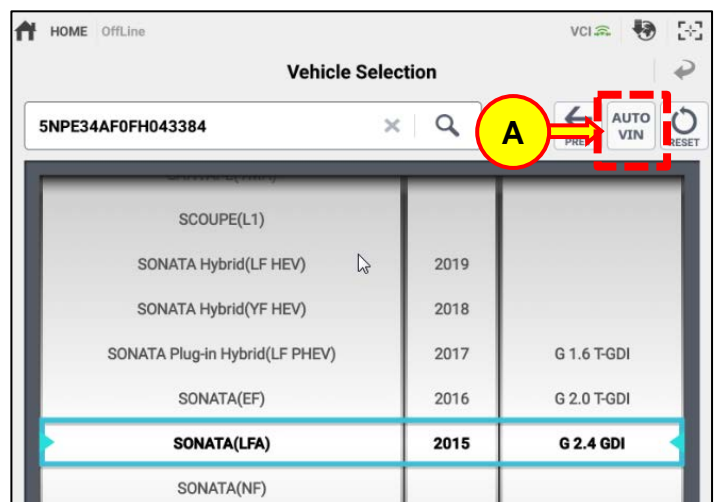 HOME OffLine VCI
Vehicle Selection
5NPE34AF0FH043384 × A AUTO VIN RESET
SCOUPE(L1)
SONATA Hybrid(LF HEV) 2019
SONATA Hybrid(YF HEV) 2018
SONATA Plug-in Hybrid(LF PHEV) 2017 G 1.6 T-GDI
SONATA(EF) 2016 G 2.0 T-GDI
SONATA(LFA) 2015 G 2.4 GDI
SONATA(NF)